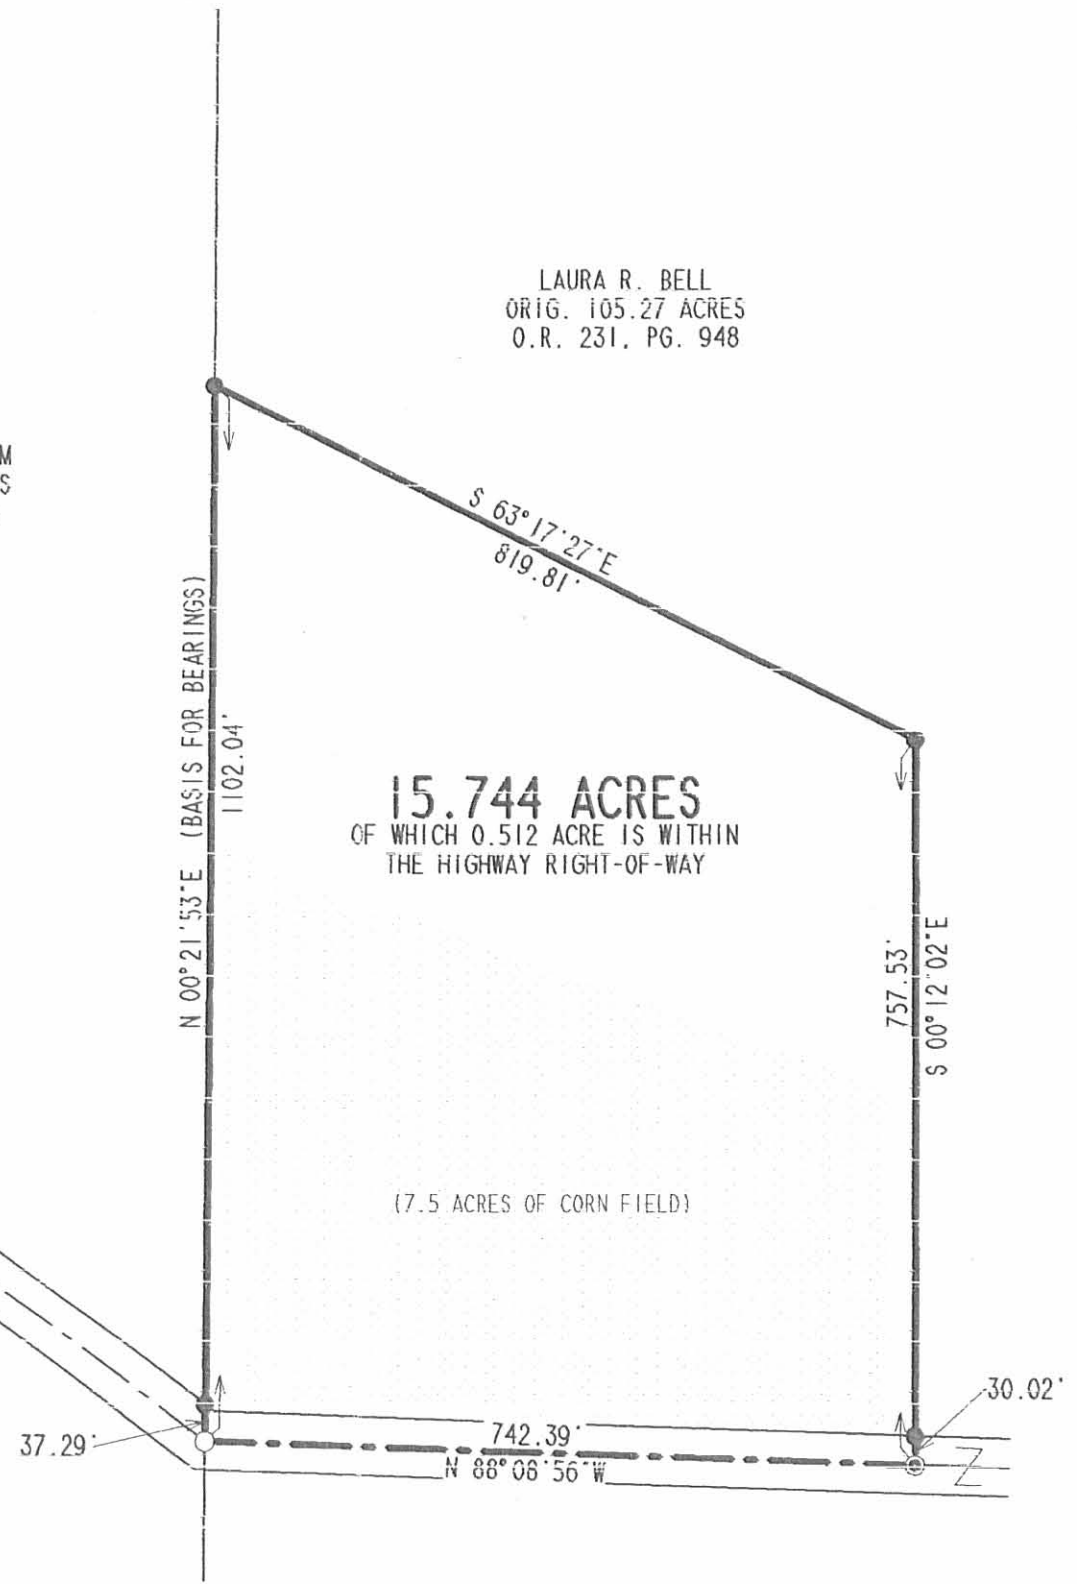 LAURA R. BELL
ORIG. 105.27 ACRES
O.R. 231, PG. 948
M
S
S 63°17'27"E
819.81'
N 00°21'53"E (BASIS FOR BEARINGS)
1102.04'
15.744 ACRES
OF WHICH 0.512 ACRE IS WITHIN
THE HIGHWAY RIGHT-OF-WAY
757.53'
S 00°12'02"E
(7.5 ACRES OF CORN FIELD)
30.02'
37.29'
742.39'
N 88°08'56"W